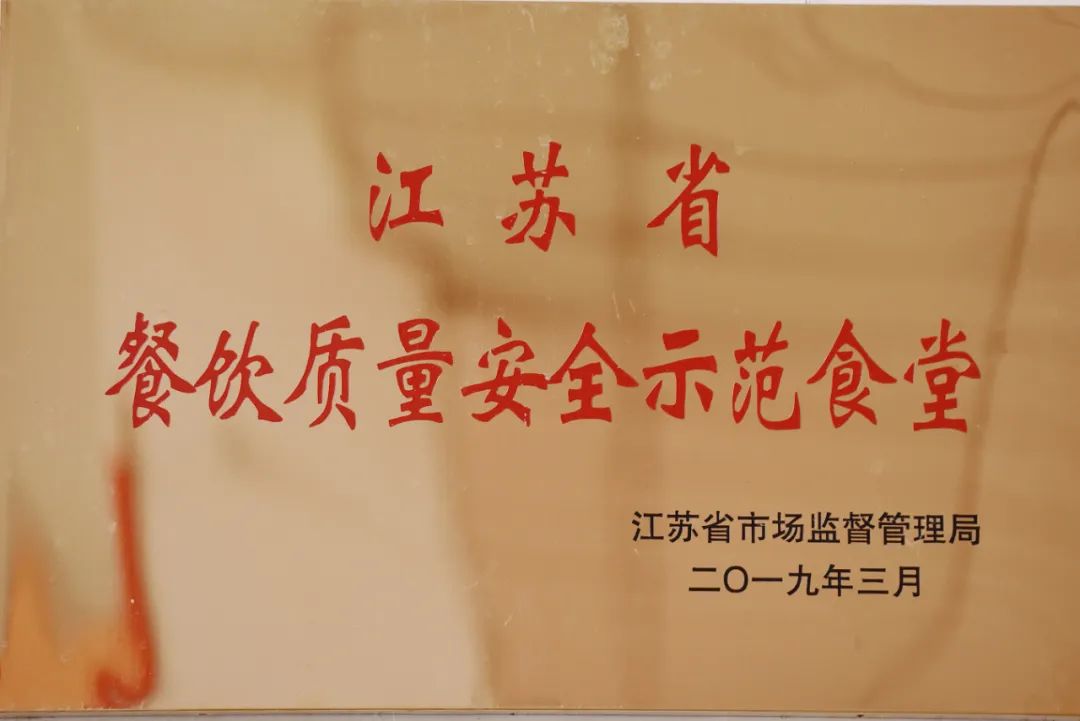 江苏省
餐饮质量安全示范食堂
江苏省市场监督管理局
二〇一九年三月